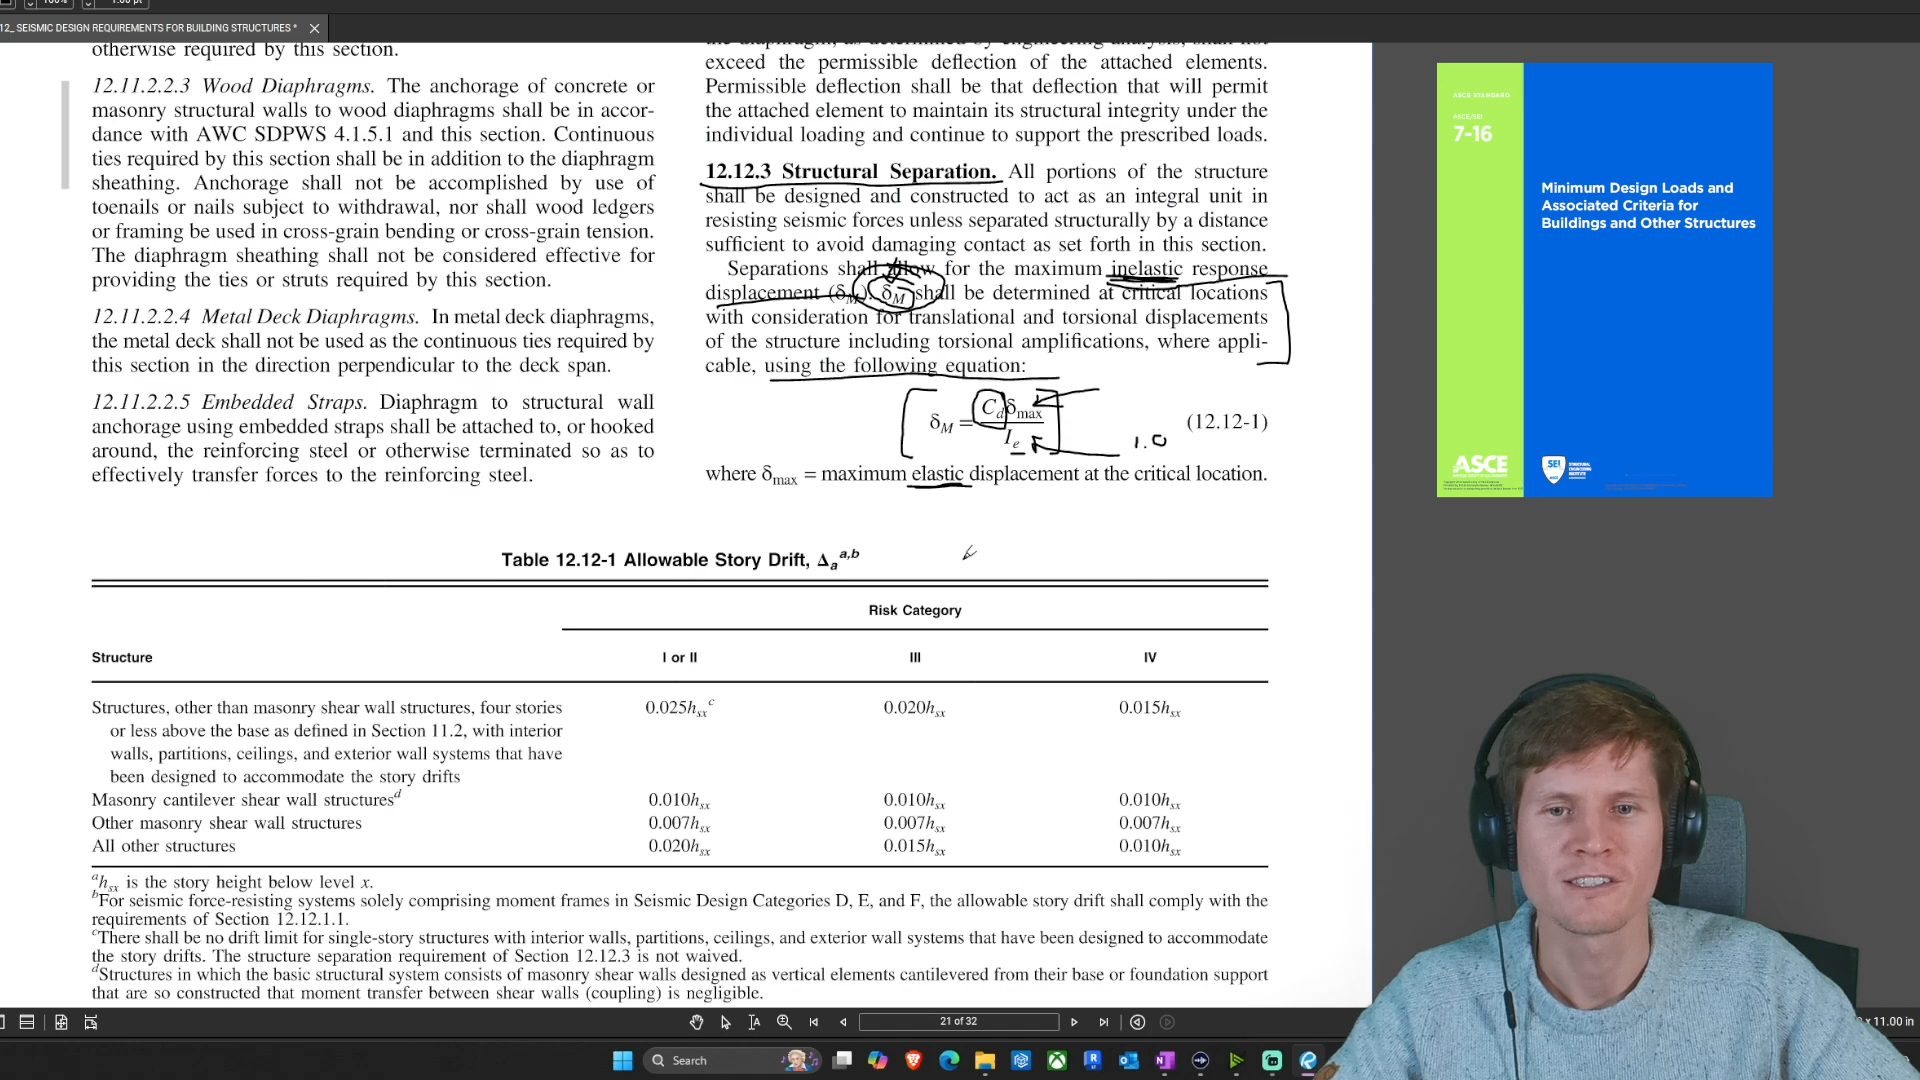 12_ SEISMIC DESIGN REQUIREMENTS FOR BUILDING STRUCTURES *
otherwise required by this section.
12.11.2.2.3 Wood Diaphragms. The anchorage of concrete or
masonry structural walls to wood diaphragms shall be in accor-
dance with AWC SDPWS 4.1.5.1 and this section. Continuous
ties required by this section shall be in addition to the diaphragm
sheathing. Anchorage shall not be accomplished by use of
toenails or nails subject to withdrawal, nor shall wood ledgers
or framing be used in cross-grain bending or cross-grain tension.
The diaphragm sheathing shall not be considered effective for
providing the ties or struts required by this section.
12.11.2.2.4 Metal Deck Diaphragms. In metal deck diaphragms,
the metal deck shall not be used as the continuous ties required by
this section in the direction perpendicular to the deck span.
12.11.2.2.5 Embedded Straps. Diaphragm to structural wall
anchorage using embedded straps shall be attached to, or hooked
around, the reinforcing steel or otherwise terminated so as to
effectively transfer forces to the reinforcing steel.
the diaphragm, as determined by engineering analysis, shall not
exceed the permissible deflection of the attached elements.
Permissible deflection shall be that deflection that will permit
the attached element to maintain its structural integrity under the
individual loading and continue to support the prescribed loads.
12.12.3 Structural Separation. All portions of the structure
shall be designed and constructed to act as an integral unit in
resisting seismic forces unless separated structurally by a distance
sufficient to avoid damaging contact as set forth in this section.
Separations shall allow for the maximum inelastic response
displacement (δM). δM shall be determined at critical locations
with consideration for translational and torsional displacements
of the structure including torsional amplifications, where appli-
cable, using the following equation:
δM = Cdδmax / Ie (12.12-1)
1.0
where δmax = maximum elastic displacement at the critical location.
Table 12.12-1 Allowable Story Drift, Δa a,b
Risk Category
Structure I or II III IV
Structures, other than masonry shear wall structures, four stories 0.025hsx c 0.020hsx 0.015hsx
or less above the base as defined in Section 11.2, with interior
walls, partitions, ceilings, and exterior wall systems that have
been designed to accommodate the story drifts
Masonry cantilever shear wall structures d 0.010hsx 0.010hsx 0.010hsx
Other masonry shear wall structures 0.007hsx 0.007hsx 0.007hsx
All other structures 0.020hsx 0.015hsx 0.010hsx
a hsx is the story height below level x.
b For seismic force-resisting systems solely comprising moment frames in Seismic Design Categories D, E, and F, the allowable story drift shall comply with the
requirements of Section 12.12.1.1.
c There shall be no drift limit for single-story structures with interior walls, partitions, ceilings, and exterior wall systems that have been designed to accommodate
the story drifts. The structure separation requirement of Section 12.12.3 is not waived.
d Structures in which the basic structural system consists of masonry shear walls designed as vertical elements cantilevered from their base or foundation support
that are so constructed that moment transfer between shear walls (coupling) is negligible.
ASCE STANDARD
ASCE/SEI
7-16
Minimum Design Loads and
Associated Criteria for
Buildings and Other Structures
ASCE
SEI
STRUCTURAL
ENGINEERING
INSTITUTE
21 of 32
x 11.00 in
Search